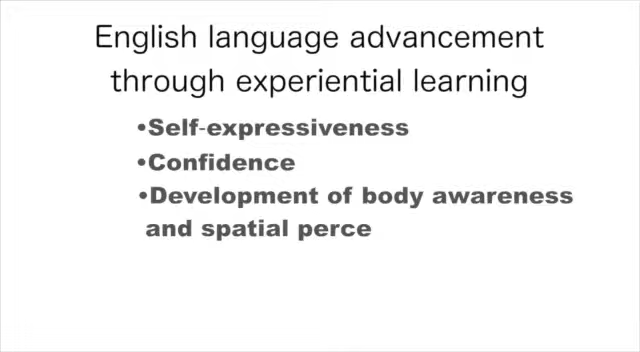 English language advancement
through experiential learning
•Self-expressiveness
•Confidence
•Development of body awareness
and spatial perce